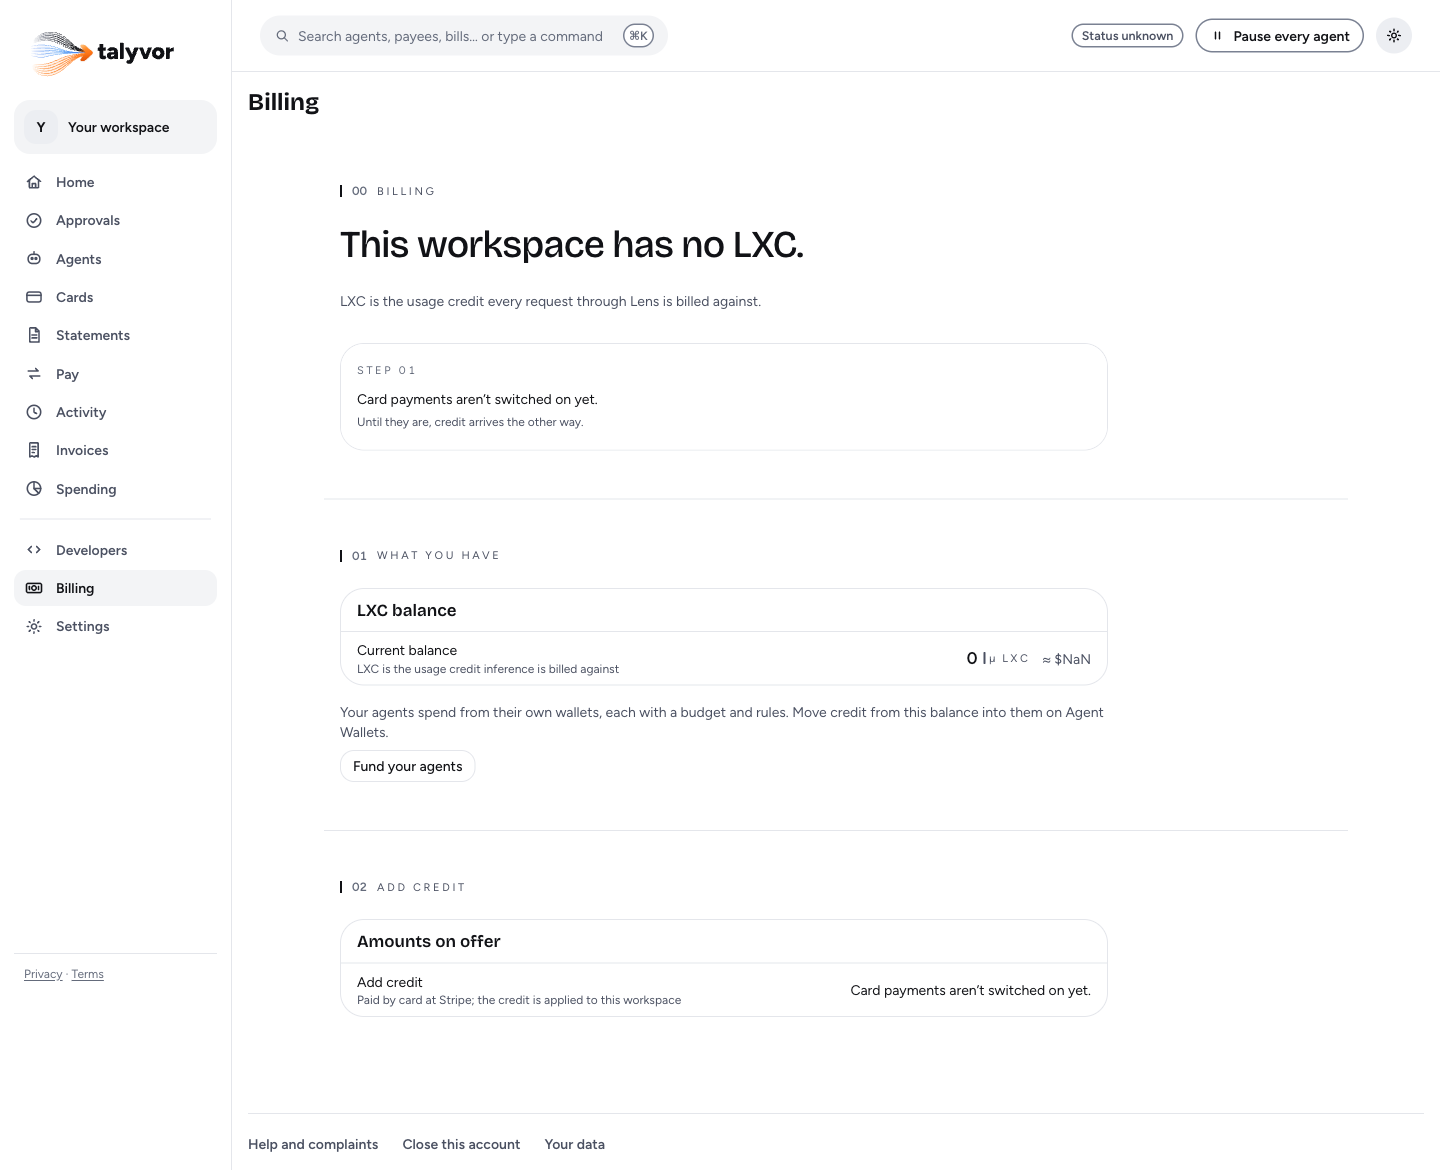 talyvor
Search agents, payees, bills... or type a command
⌘K
Status unknown
Pause every agent
Y
Your workspace
Home
Approvals
Agents
Cards
Statements
Pay
Activity
Invoices
Spending
Developers
Billing
Settings
Privacy · Terms
Billing
00 BILLING
This workspace has no LXC.
LXC is the usage credit every request through Lens is billed against.
STEP 01
Card payments aren’t switched on yet.
Until they are, credit arrives the other way.
01 WHAT YOU HAVE
LXC balance
Current balance
LXC is the usage credit inference is billed against
0 l µ LXC ≈ $NaN
Your agents spend from their own wallets, each with a budget and rules. Move credit from this balance into them on Agent
Wallets.
Fund your agents
02 ADD CREDIT
Amounts on offer
Add credit
Paid by card at Stripe; the credit is applied to this workspace
Card payments aren’t switched on yet.
Help and complaints
Close this account
Your data